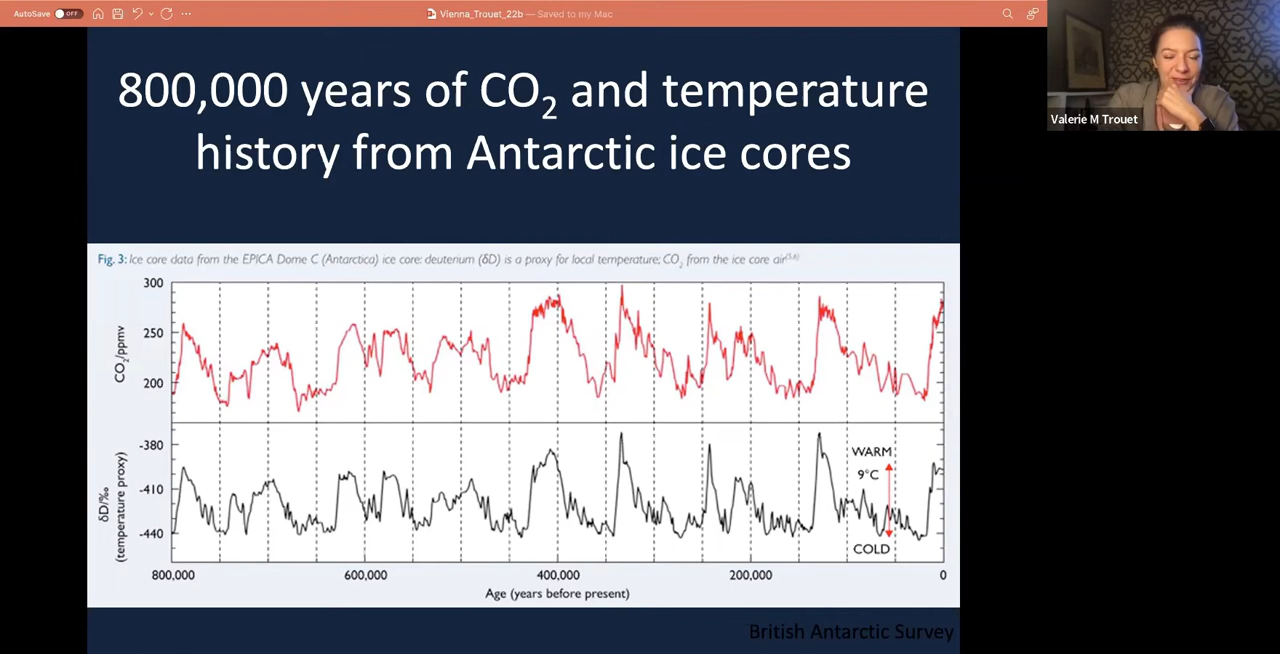 AutoSave OFF
Vienna_Trouet_22b — Saved to my Mac
Valerie M Trouet
800,000 years of CO2 and temperature
history from Antarctic ice cores
Fig. 3: Ice core data from the EPICA Dome C (Antarctica) ice core: deuterium (δD) is a proxy for local temperature; CO2 from the ice core air(5,6)
300
250
200
CO2/ppmv
-380
-410
-440
δD/‰
(temperature proxy)
WARM
9°C
COLD
800,000 600,000 400,000 200,000 0
Age (years before present)
British Antarctic Survey